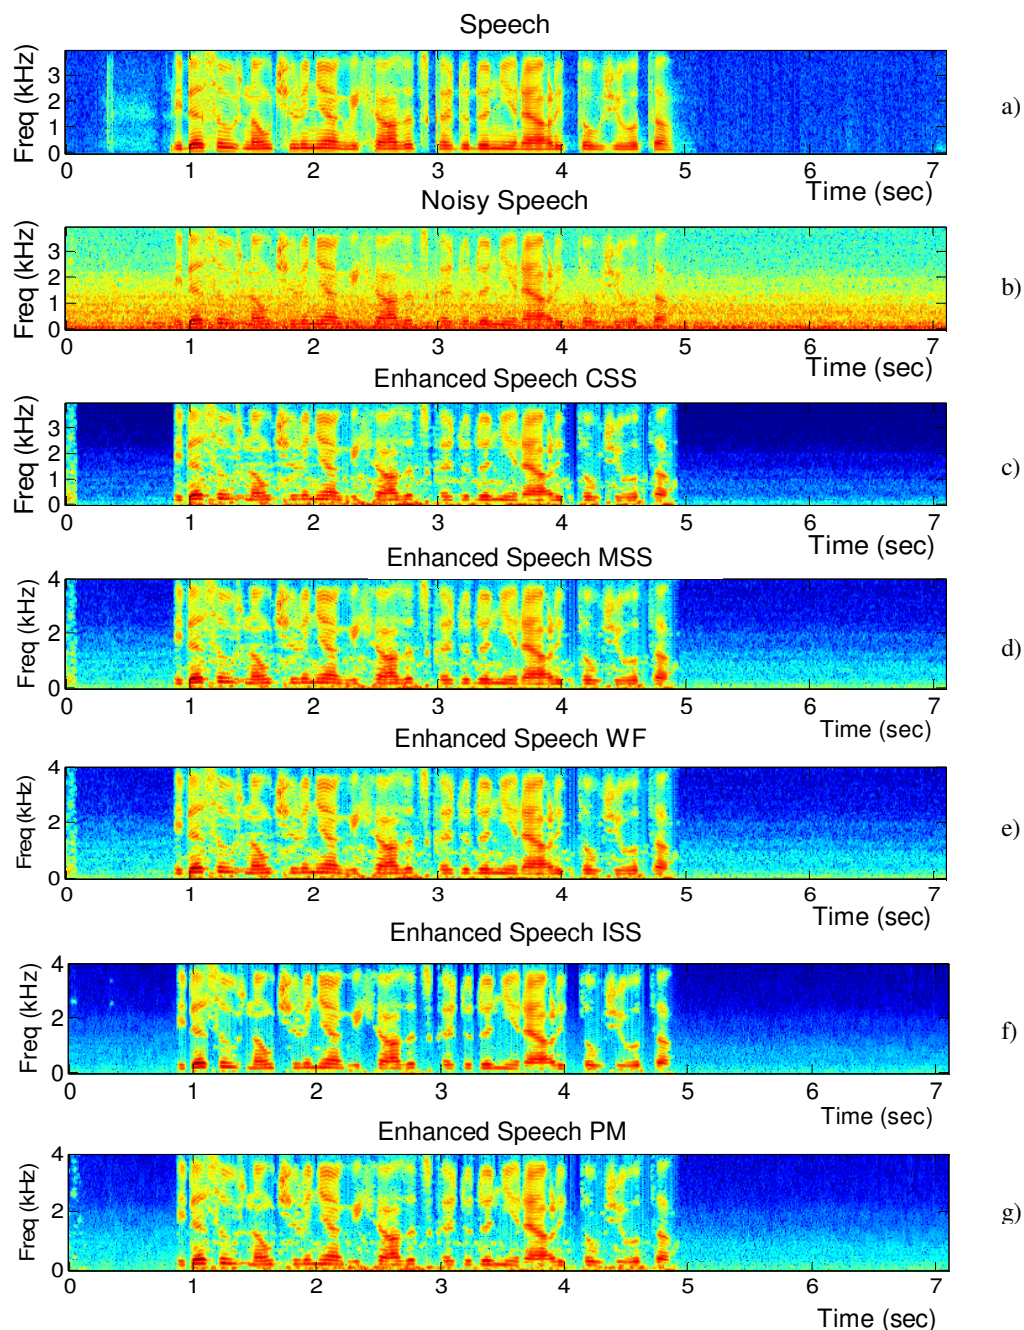 Speech
Freq (kHz)
3
2
1
0
0 1 2 3 4 5 6 7
Time (sec)
a)
Noisy Speech
Freq (kHz)
3
2
1
0
0 1 2 3 4 5 6 7
Time (sec)
b)
Enhanced Speech CSS
Freq (kHz)
3
2
1
0
0 1 2 3 4 5 6 7
Time (sec)
c)
Enhanced Speech MSS
Freq (kHz)
4
2
0
0 1 2 3 4 5 6 7
Time (sec)
d)
Enhanced Speech WF
Freq (kHz)
4
2
0
0 1 2 3 4 5 6 7
Time (sec)
e)
Enhanced Speech ISS
Freq (kHz)
4
2
0
0 1 2 3 4 5 6 7
Time (sec)
f)
Enhanced Speech PM
Freq (kHz)
4
2
0
0 1 2 3 4 5 6 7
Time (sec)
g)